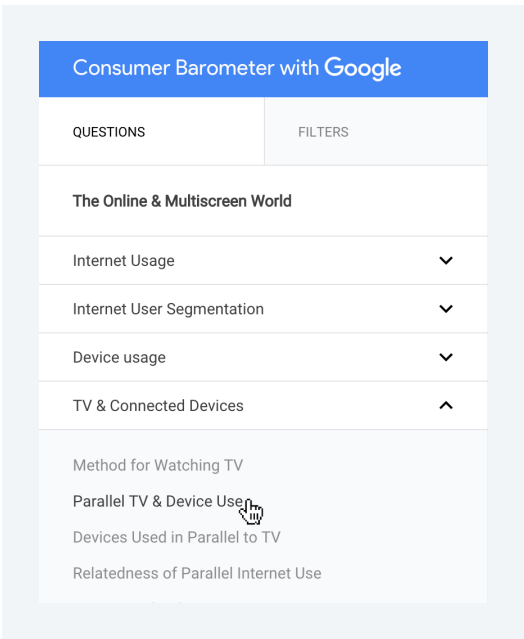 Consumer Barometer with Google
QUESTIONS
FILTERS
The Online & Multiscreen World
Internet Usage
Internet User Segmentation
Device usage
TV & Connected Devices
Method for Watching TV
Parallel TV & Device Use
Devices Used in Parallel to TV
Relatedness of Parallel Internet Use